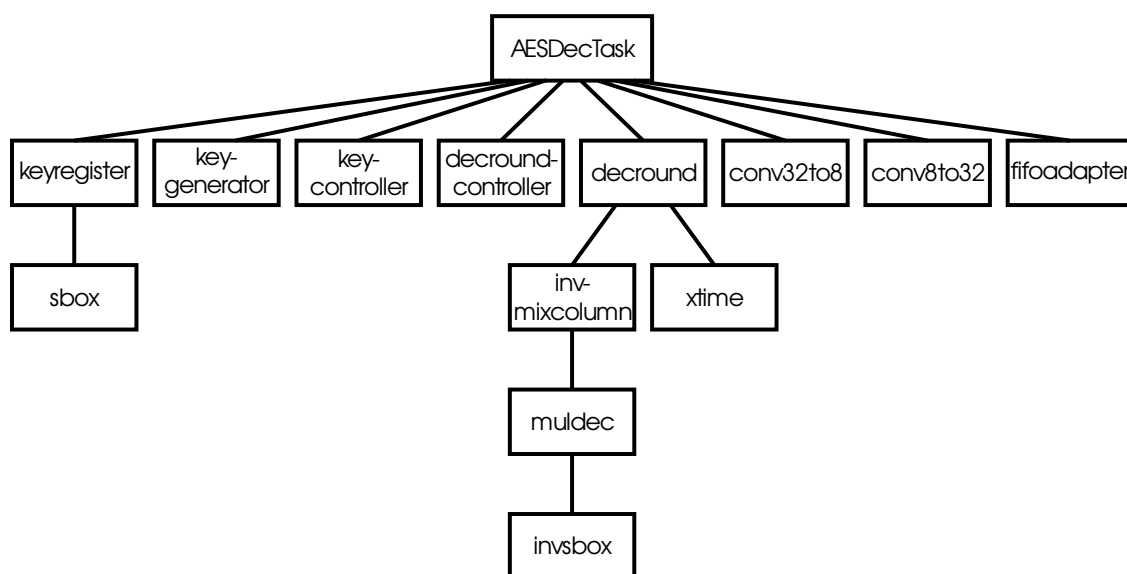 AESDecTask
keyregister
key-
generator
key-
controller
decround-
controller
decround
conv32to8
conv8to32
fifoadapter
sbox
inv-
mixcolumn
xtime
muldec
invsbox